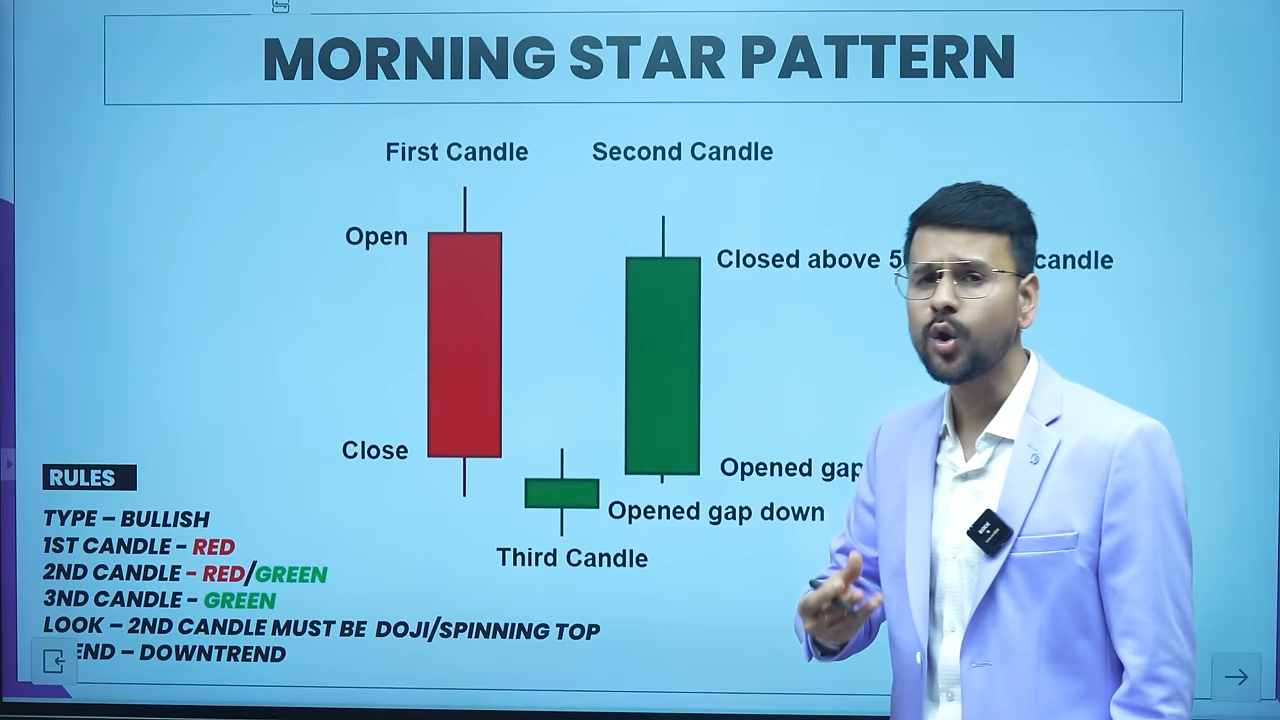 MORNING STAR PATTERN
First Candle
Second Candle
Open
Closed above 5 candle
Close
Opened gap
Opened gap down
Third Candle
RULES
TYPE – BULLISH
1ST CANDLE - RED
2ND CANDLE - RED/GREEN
3ND CANDLE - GREEN
LOOK – 2ND CANDLE MUST BE DOJI/SPINNING TOP
END – DOWNTREND